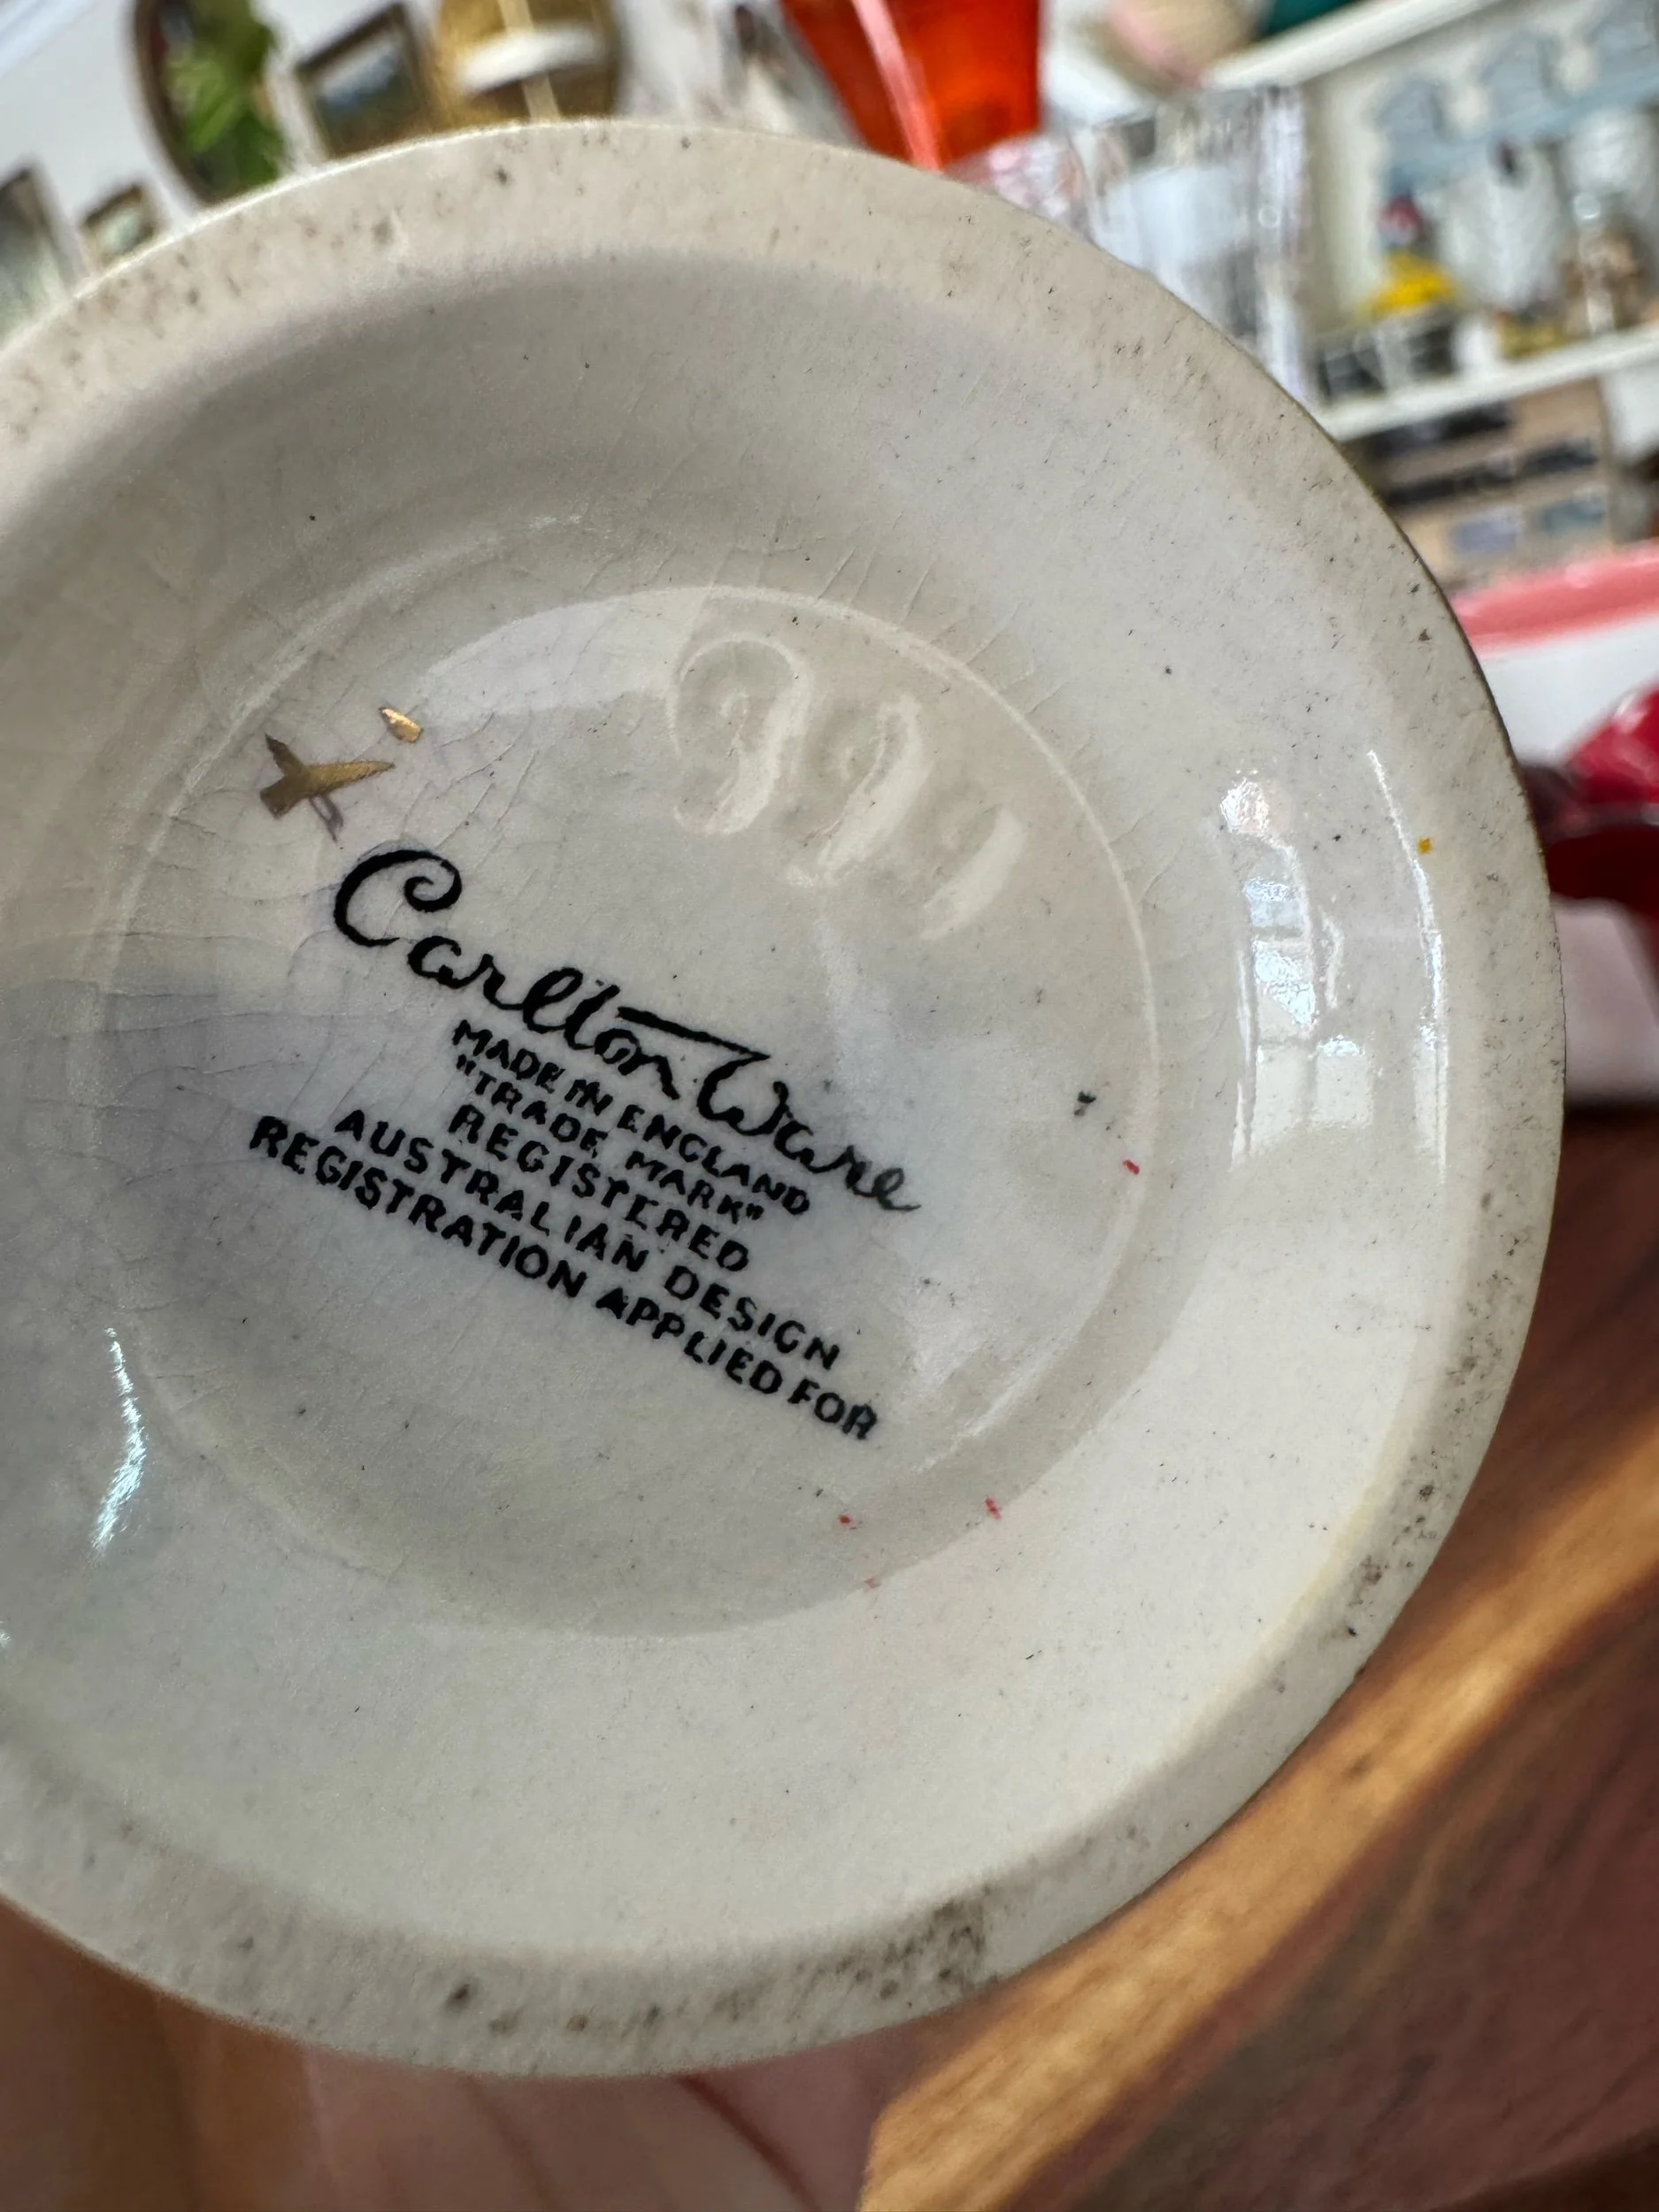 Carlton Ware
MADE IN ENGLAND
"TRADE MARK"
REGISTERED
AUSTRALIAN DESIGN
REGISTRATION APPLIED FOR